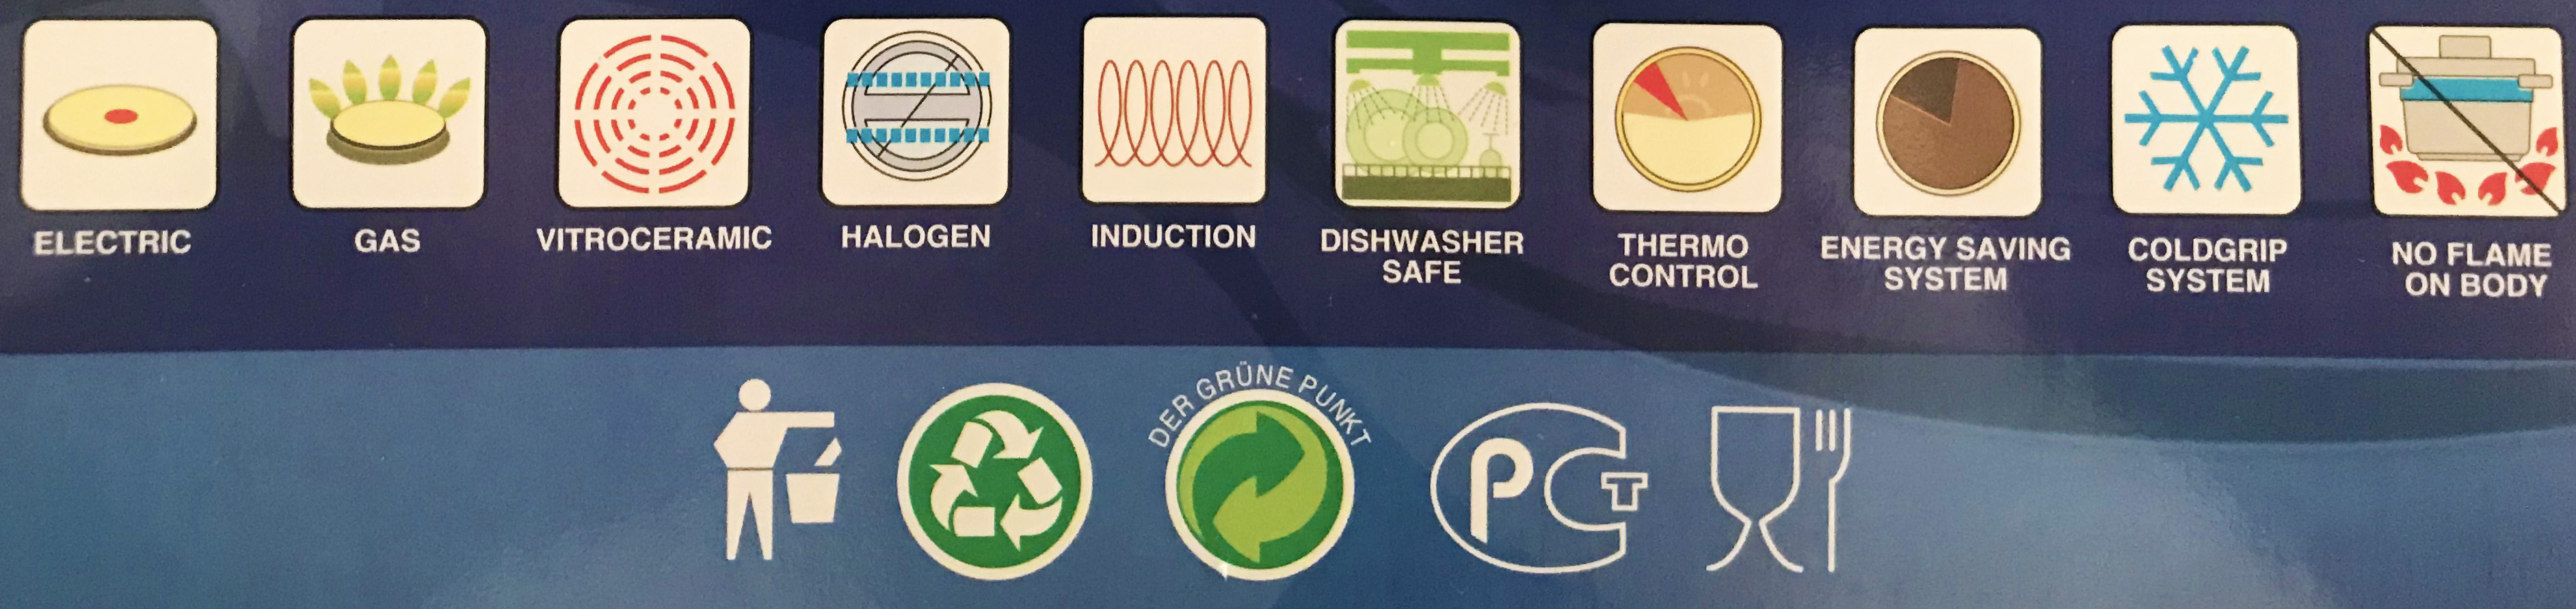 ELECTRIC
GAS
VITROCERAMIC
HALOGEN
INDUCTION
DISHWASHER
SAFE
THERMO
CONTROL
ENERGY SAVING
SYSTEM
COLDGRIP
SYSTEM
NO FLAME
ON BODY
DER GRÜNE PUNKT
РСТ